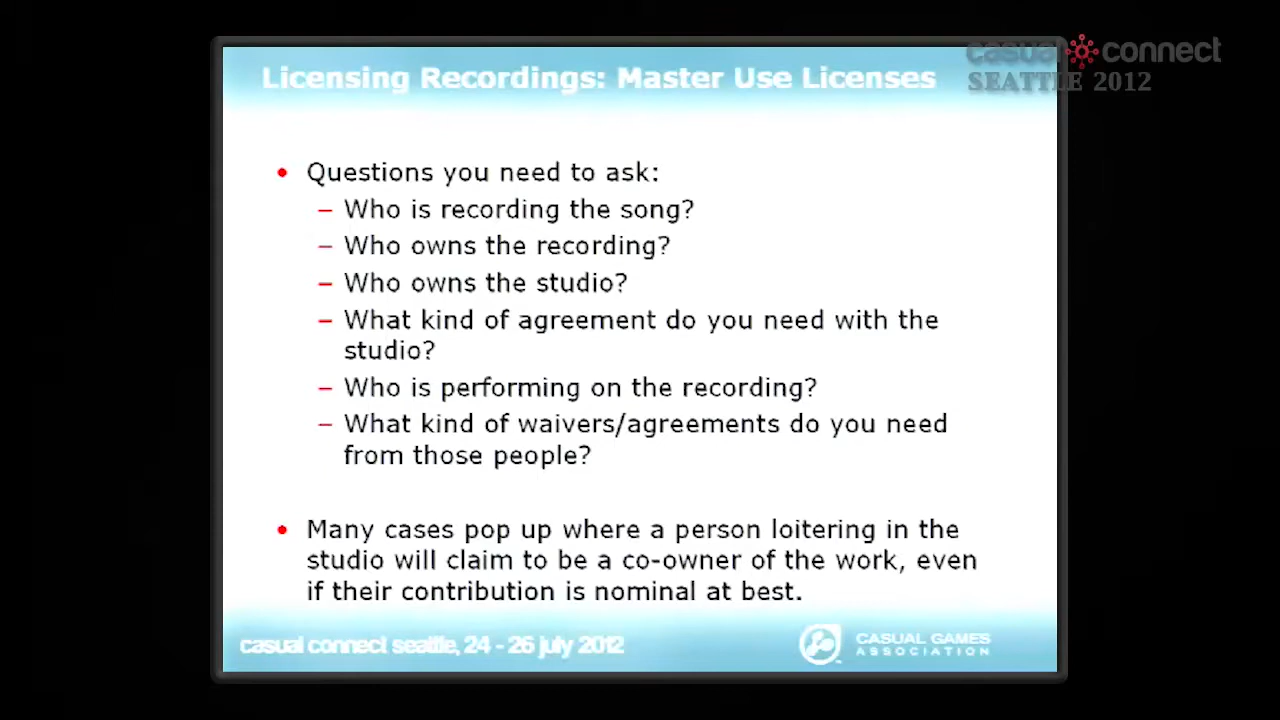 casual connect
SEATTLE 2012
Licensing Recordings: Master Use Licenses
• Questions you need to ask:
– Who is recording the song?
– Who owns the recording?
– Who owns the studio?
– What kind of agreement do you need with the
studio?
– Who is performing on the recording?
– What kind of waivers/agreements do you need
from those people?
• Many cases pop up where a person loitering in the
studio will claim to be a co-owner of the work, even
if their contribution is nominal at best.
casual connect seattle, 24 - 26 july 2012
CASUAL GAMES
ASSOCIATION